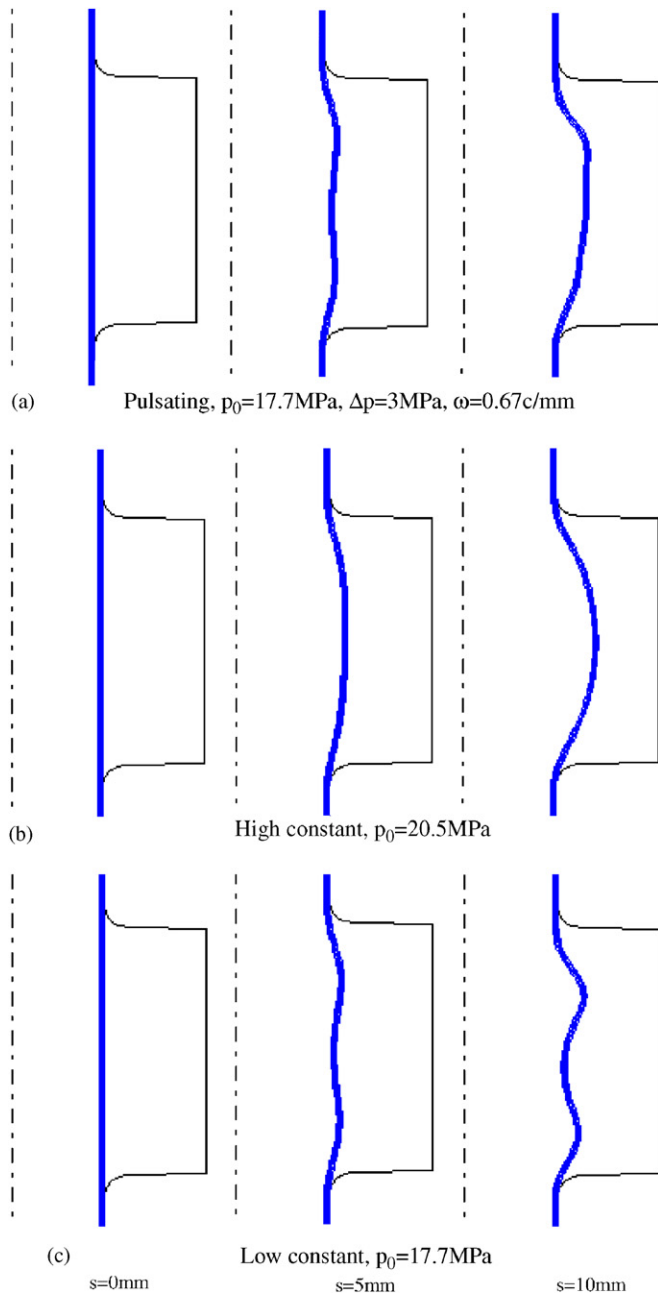 (a) Pulsating, p₀=17.7MPa, Δp=3MPa, ω=0.67c/mm
(b) High constant, p₀=20.5MPa
(c) Low constant, p₀=17.7MPa
s=0mm s=5mm s=10mm